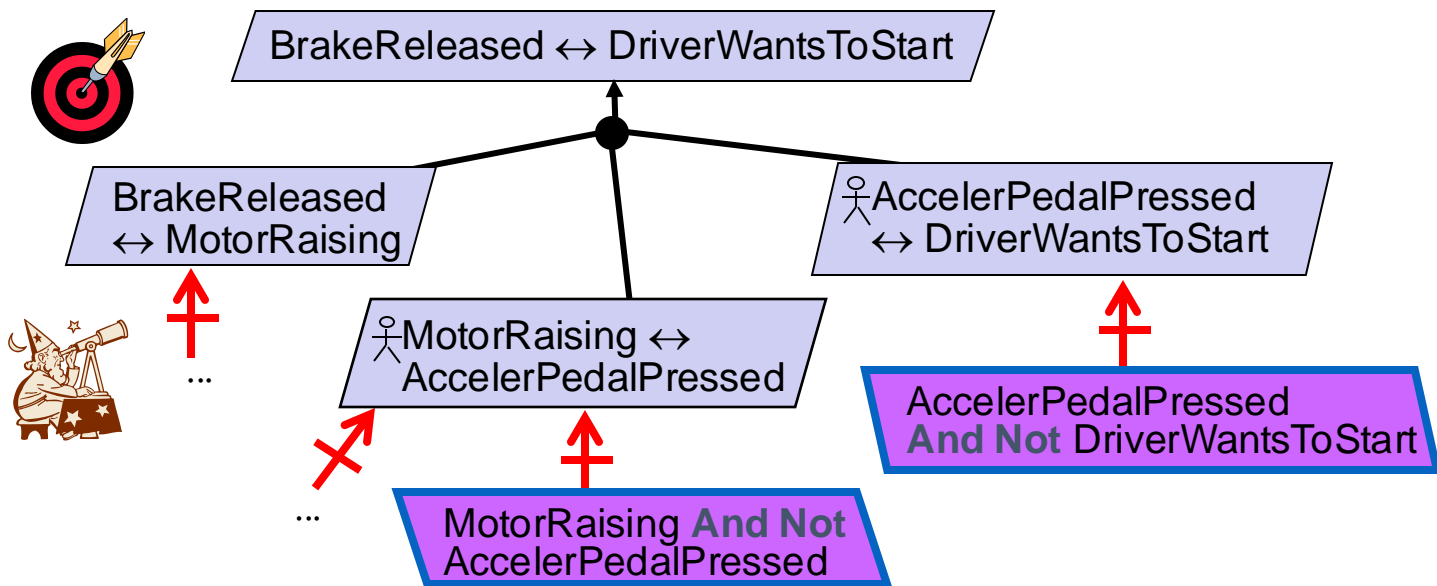 BrakeReleased ↔ DriverWantsToStart
BrakeReleased
↔ MotorRaising
AccelerPedalPressed
↔ DriverWantsToStart
MotorRaising ↔
AccelerPedalPressed
...
AccelerPedalPressed
And Not DriverWantsToStart
...
MotorRaising And Not
AccelerPedalPressed